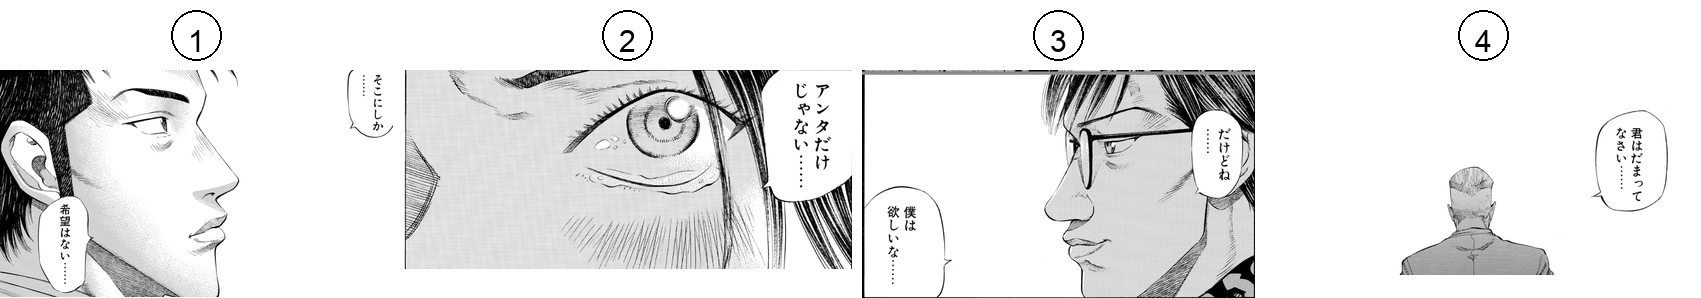 1
そこにしか
……
希望はない……
2
アンタだけ
じゃない……
3
だけどね
……
僕は
欲しいな……
4
君はだまって
なさい……